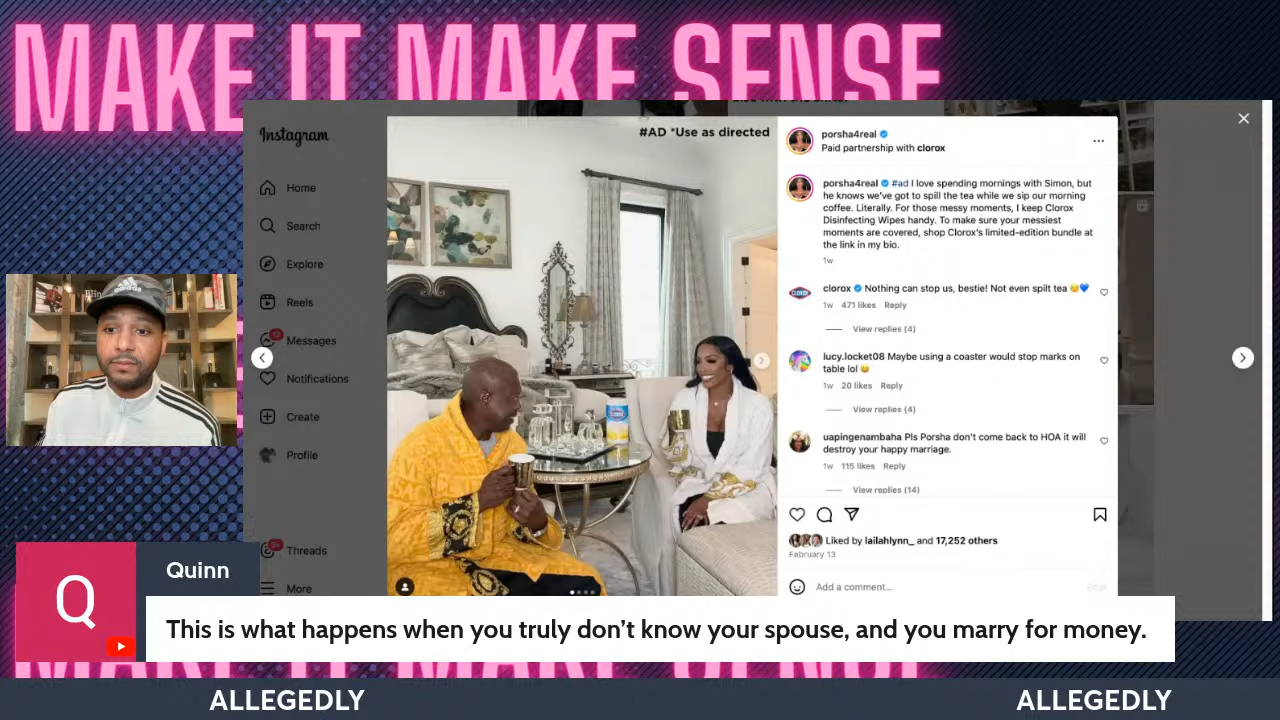 MAKE IT MAKE SENSE
Instagram
Home
Search
Explore
Reels
Messages
Notifications
Create
Profile
Threads
More
#AD *Use as directed
porsha4real
Paid partnership with clorox
porsha4real #ad I love spending mornings with Simon, but
he knows we've got to spill the tea while we sip our morning
coffee. Literally. For those messy moments, I keep Clorox
Disinfecting Wipes handy. To make sure your messiest
moments are covered, shop Clorox's limited-edition bundle at
the link in my bio.
1w
clorox Nothing can stop us, bestie! Not even spilt tea 😏💙
1w 471 likes Reply
View replies (4)
lucy.locket08 Maybe using a coaster would stop marks on
table lol 😄
1w 20 likes Reply
View replies (4)
uapingenambaha Pls Porsha don't come back to HOA it will
destroy your happy marriage.
1w 115 likes Reply
View replies (14)
Liked by lailahlynn_ and 17,252 others
February 13
Add a comment...
Post
Q
Quinn
This is what happens when you truly don't know your spouse, and you marry for money.
MAKE IT MAKE SENSE
ALLEGEDLY ALLEGEDLY